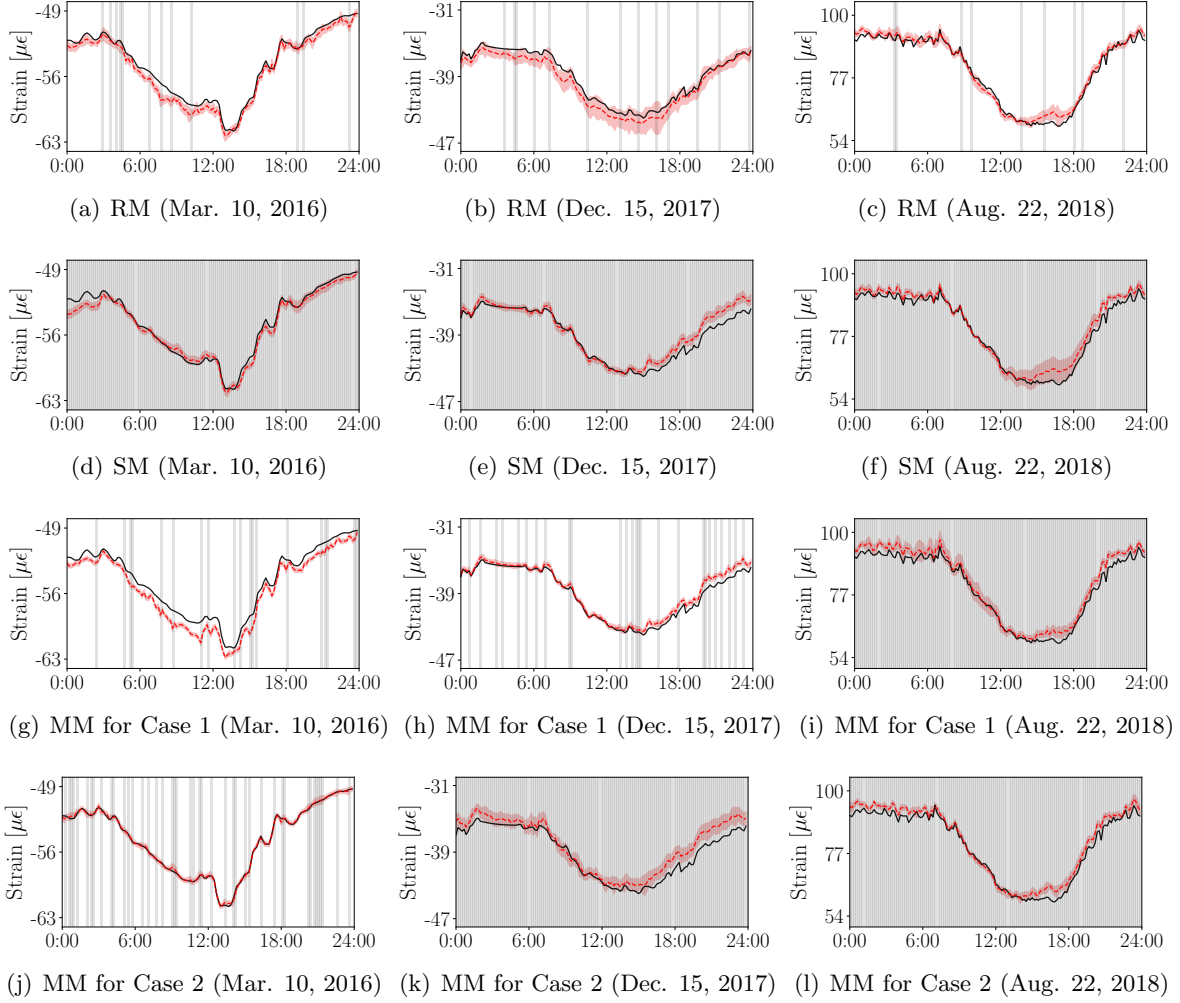 Strain [με]
-49
-56
-63
0:00 6:00 12:00 18:00 24:00
(a) RM (Mar. 10, 2016)
Strain [με]
-31
-39
-47
0:00 6:00 12:00 18:00 24:00
(b) RM (Dec. 15, 2017)
Strain [με]
100
77
54
0:00 6:00 12:00 18:00 24:00
(c) RM (Aug. 22, 2018)
Strain [με]
-49
-56
-63
0:00 6:00 12:00 18:00 24:00
(d) SM (Mar. 10, 2016)
Strain [με]
-31
-39
-47
0:00 6:00 12:00 18:00 24:00
(e) SM (Dec. 15, 2017)
Strain [με]
100
77
54
0:00 6:00 12:00 18:00 24:00
(f) SM (Aug. 22, 2018)
Strain [με]
-49
-56
-63
0:00 6:00 12:00 18:00 24:00
(g) MM for Case 1 (Mar. 10, 2016)
Strain [με]
-31
-39
-47
0:00 6:00 12:00 18:00 24:00
(h) MM for Case 1 (Dec. 15, 2017)
Strain [με]
100
77
54
0:00 6:00 12:00 18:00 24:00
(i) MM for Case 1 (Aug. 22, 2018)
Strain [με]
-49
-56
-63
0:00 6:00 12:00 18:00 24:00
(j) MM for Case 2 (Mar. 10, 2016)
Strain [με]
-31
-39
-47
0:00 6:00 12:00 18:00 24:00
(k) MM for Case 2 (Dec. 15, 2017)
Strain [με]
100
77
54
0:00 6:00 12:00 18:00 24:00
(l) MM for Case 2 (Aug. 22, 2018)